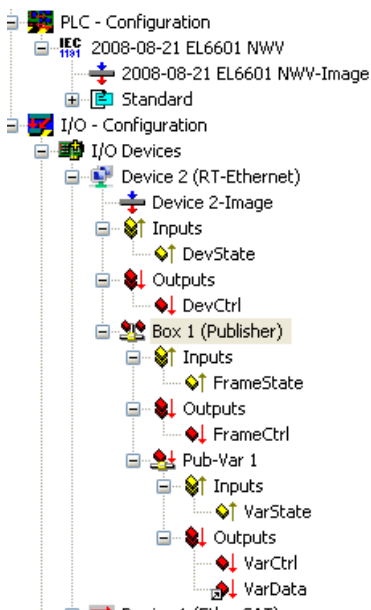 PLC - Configuration
IEC
1131
2008-08-21 EL6601 NWV
2008-08-21 EL6601 NWV-Image
Standard
I/O - Configuration
I/O Devices
Device 2 (RT-Ethernet)
Device 2-Image
Inputs
DevState
Outputs
DevCtrl
Box 1 (Publisher)
Inputs
FrameState
Outputs
FrameCtrl
Pub-Var 1
Inputs
VarState
Outputs
VarCtrl
VarData